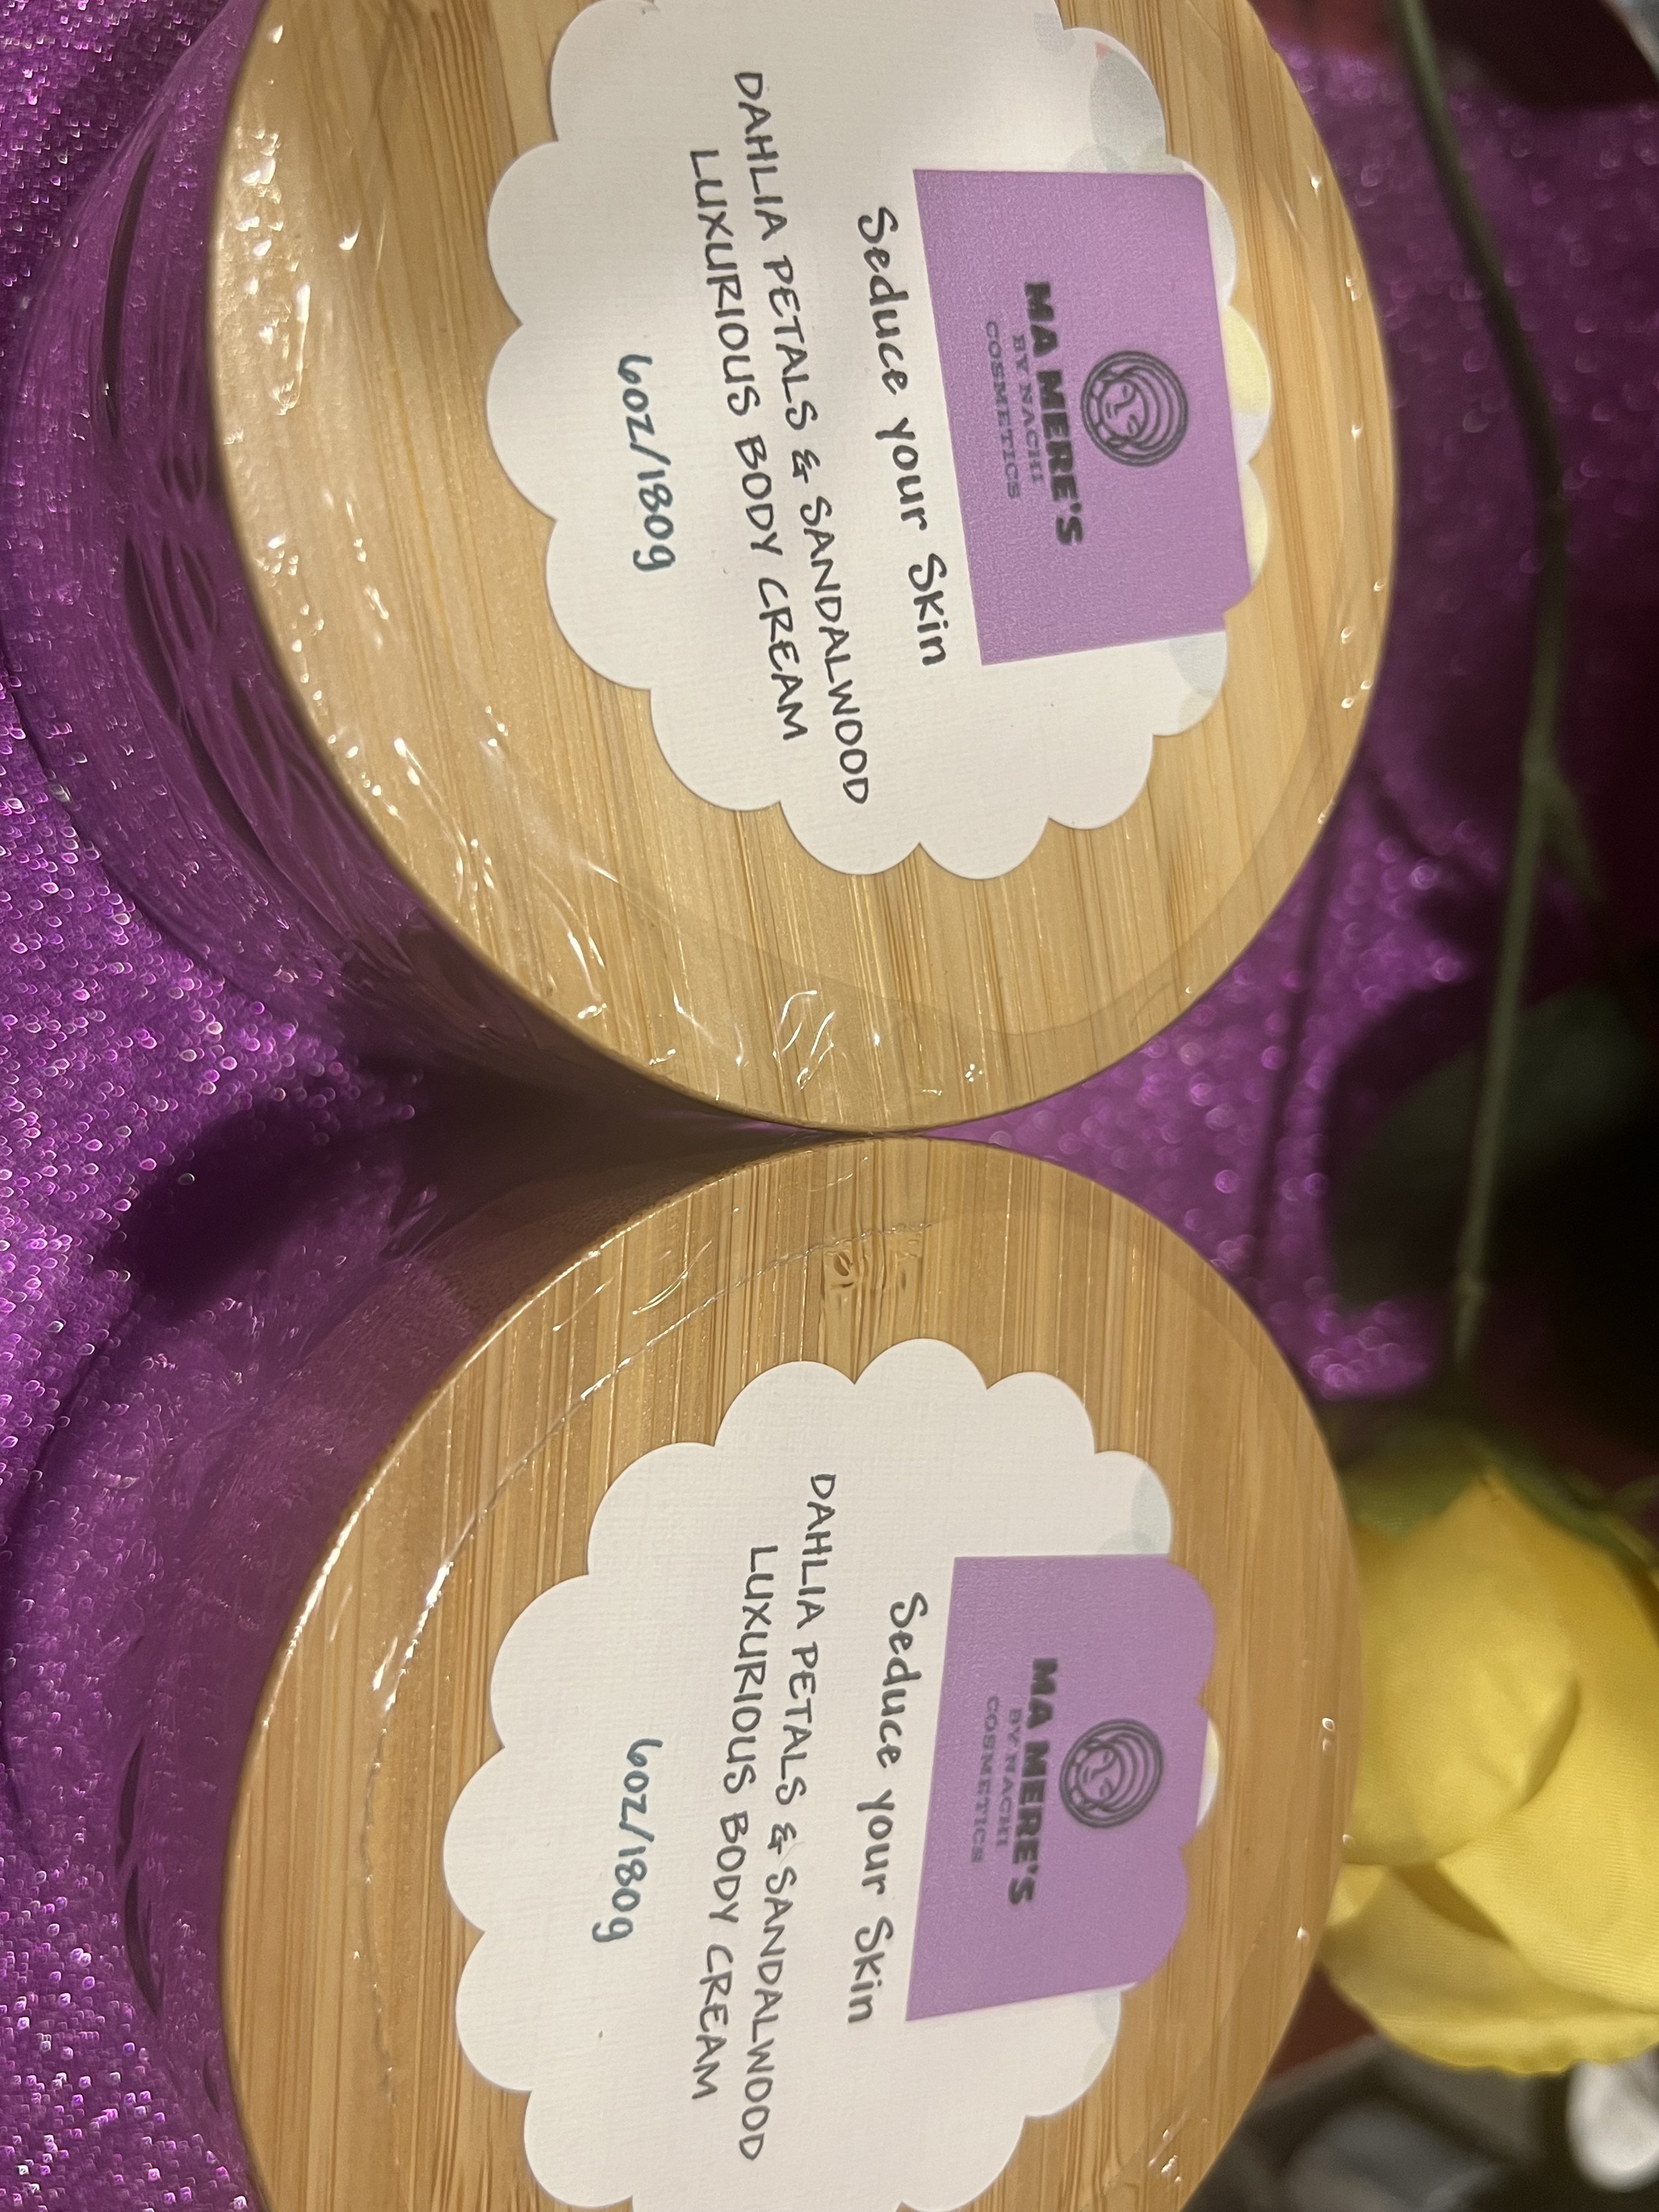 MA MERE'S
BY NACHI
COSMETICS
Seduce your Skin
DAHLIA PETALS & SANDALWOOD
LUXURIOUS BODY CREAM
6oz/180g
MA MERE'S
BY NACHI
COSMETICS
Seduce your Skin
DAHLIA PETALS & SANDALWOOD
LUXURIOUS BODY CREAM
6oz/180g